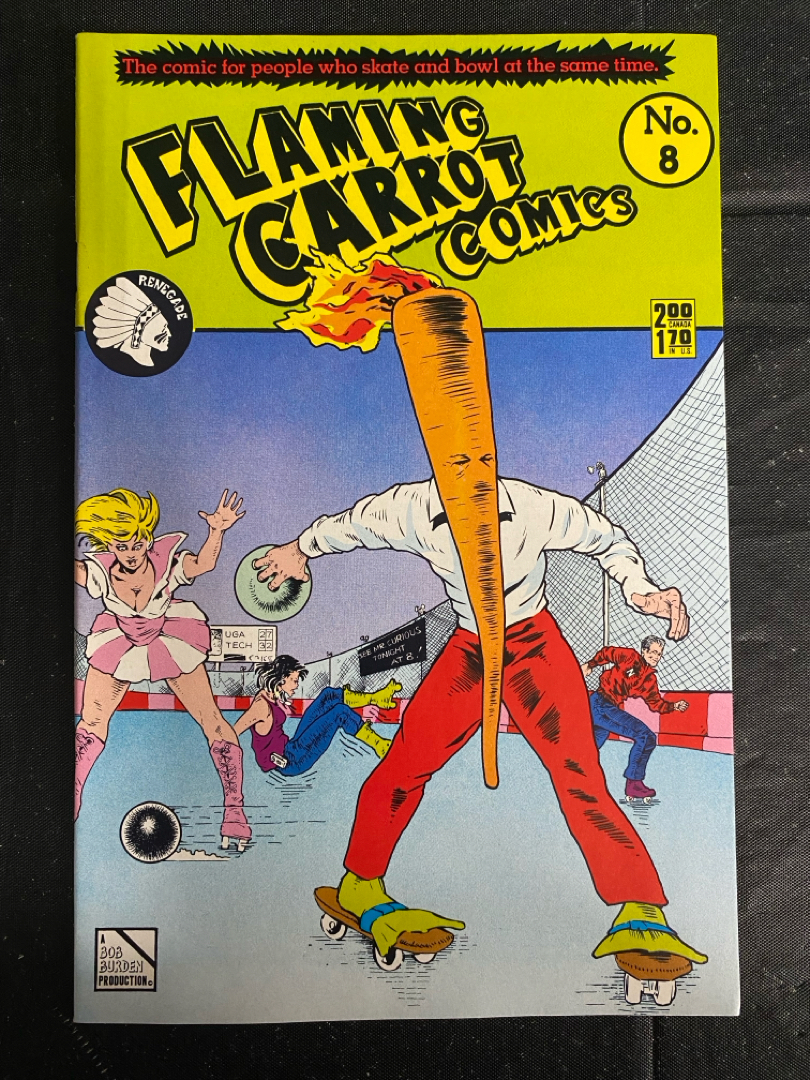 The comic for people who skate and bowl at the same time.
FLAMING
CARROT
COMICS
No.
8
RENEGADE
2 00
CANADA
1 70
IN U.S.
UGA 27
TECH 32
SEE MR. CURIOUS
TONIGHT
AT 8!
A
BOB
BURDEN
PRODUCTION ©